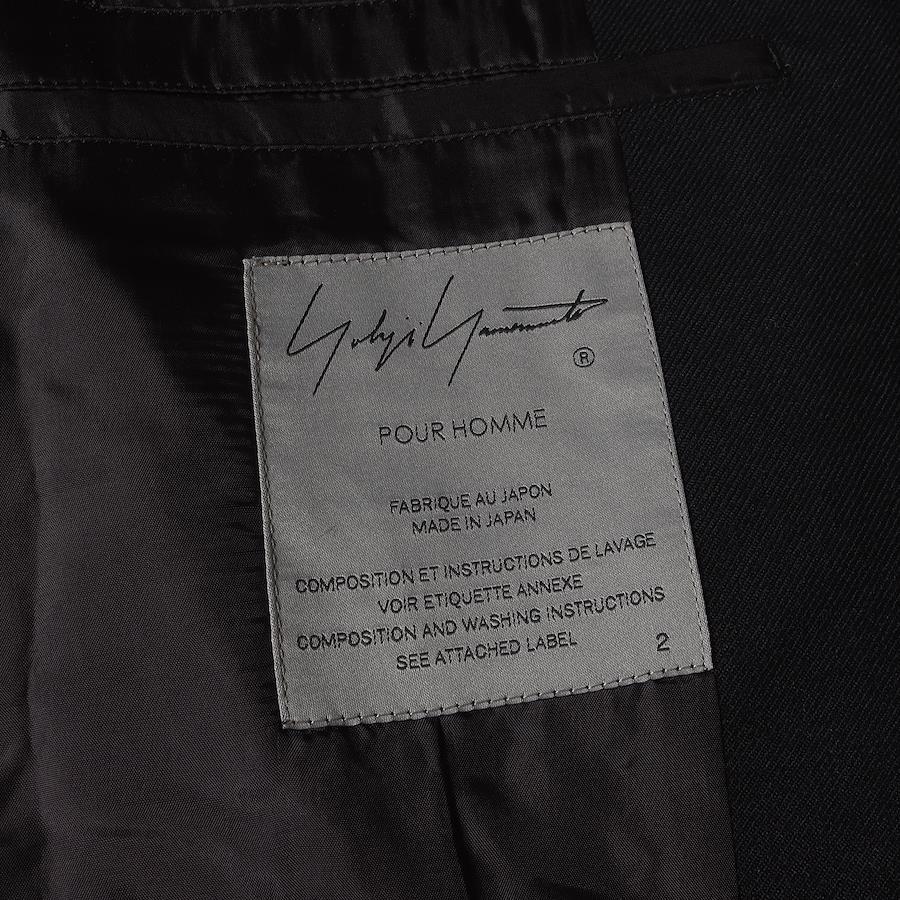 Yohji Yamamoto
®
POUR HOMME
FABRIQUE AU JAPON
MADE IN JAPAN
COMPOSITION ET INSTRUCTIONS DE LAVAGE
VOIR ETIQUETTE ANNEXE
COMPOSITION AND WASHING INSTRUCTIONS
SEE ATTACHED LABEL 2